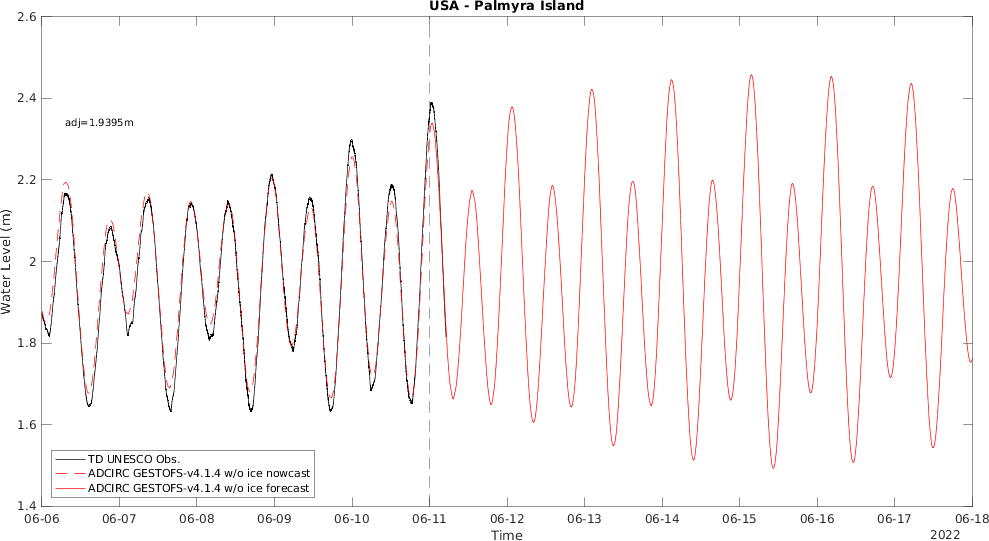 USA - Palmyra Island
2.6
2.4
2.2
2
1.8
1.6
1.4
Water Level (m)
adj=1.9395m
TD UNESCO Obs.
ADCIRC GESTOFS-v4.1.4 w/o ice nowcast
ADCIRC GESTOFS-v4.1.4 w/o ice forecast
06-06 06-07 06-08 06-09 06-10 06-11 06-12 06-13 06-14 06-15 06-16 06-17 06-18
Time
2022